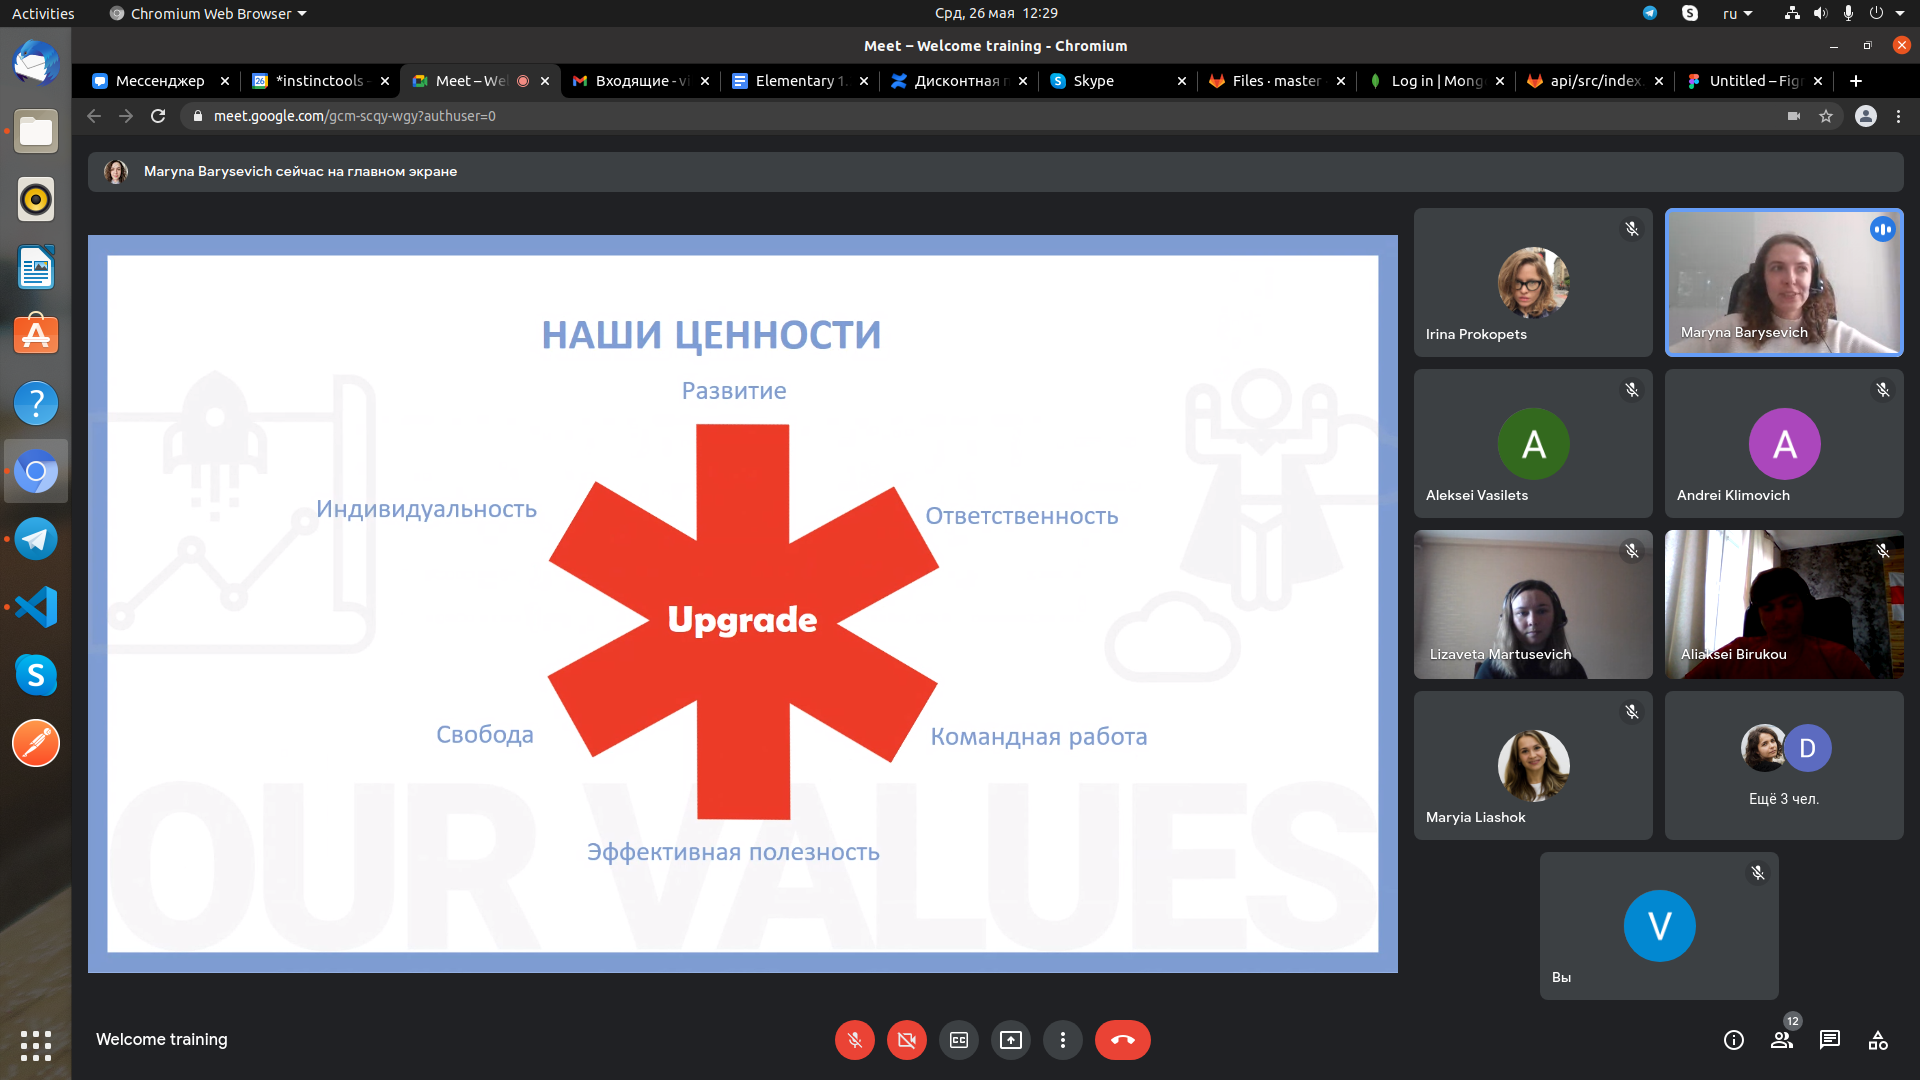 Activities
Chromium Web Browser
Срд, 26 мая 12:29
ru
Meet – Welcome training - Chromium
Мессенджер
*instinctools -
Meet – Wel
Входящие - vi
Elementary 1.
Дисконтная п
Skype
Files · master
Log in | Mong
api/src/index.
Untitled – Fig
meet.google.com/gcm-scqy-wgy?authuser=0
Maryna Barysevich сейчас на главном экране
НАШИ ЦЕННОСТИ
Развитие
Индивидуальность
Ответственность
Upgrade
Свобода
Командная работа
Эффективная полезность
OUR VALUES
Irina Prokopets
Maryna Barysevich
A
Aleksei Vasilets
A
Andrei Klimovich
Lizaveta Martusevich
Aliaksei Birukou
Maryia Liashok
D
Ещё 3 чел.
V
Вы
Welcome training
12